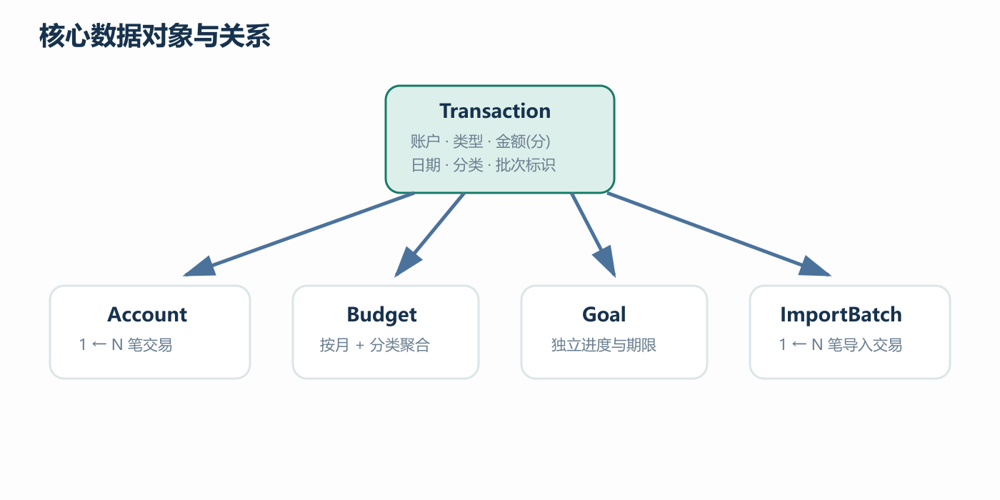 核心数据对象与关系
Transaction
账户 · 类型 · 金额(分)
日期 · 分类 · 批次标识
Account
1 ← N 笔交易
Budget
按月 + 分类聚合
Goal
独立进度与期限
ImportBatch
1 ← N 笔导入交易